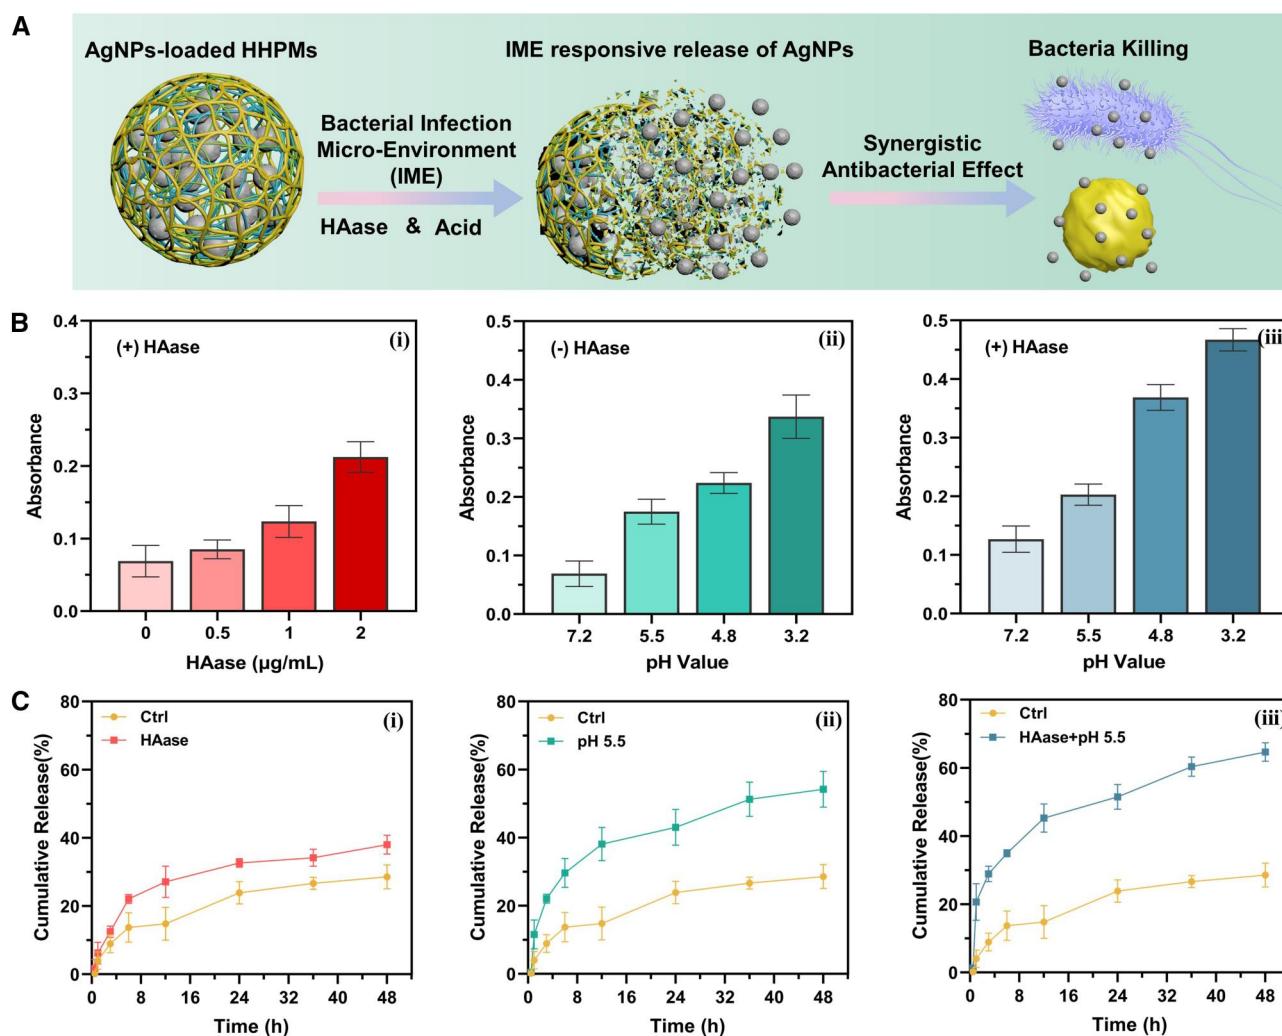 A
AgNPs-loaded HHPMs
Bacterial Infection
Micro-Environment
(IME)
HAase & Acid
IME responsive release of AgNPs
Synergistic
Antibacterial Effect
Bacteria Killing
B
(+) HAase
(i)
Absorbance
0.4
0.3
0.2
0.1
0.0
0 0.5 1 2
HAase (μg/mL)
(-) HAase
(ii)
Absorbance
0.5
0.4
0.3
0.2
0.1
0.0
7.2 5.5 4.8 3.2
pH Value
(+) HAase
(iii
Absorbance
0.5
0.4
0.3
0.2
0.1
0.0
7.2 5.5 4.8 3.2
pH Value
C
Ctrl
HAase
(i)
Cumulative Release(%)
80
60
40
20
0
0 8 16 24 32 40 48
Time (h)
Ctrl
pH 5.5
(ii)
Cumulative Release(%)
80
60
40
20
0
0 8 16 24 32 40 48
Time (h)
Ctrl
HAase+pH 5.5
(iii)
Cumulative Release(%)
80
60
40
20
0
0 8 16 24 32 40 48
Time (h)